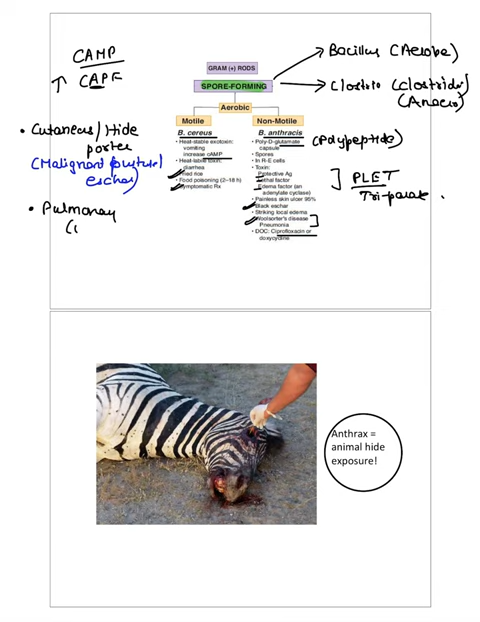 CAMP
↑ CAPF
GRAM (+) RODS
SPORE-FORMING
Bacillus (Aerobe)
(Clostridi)
(Anaero)
Aerobic
Motile
B. cereus
• Heat-stable exotoxin:
vomiting
increase cAMP
• Heat-labile toxin:
diarrhea
• Fried rice
• Food poisoning (2–18 h)
• Symptomatic Rx
Non-Motile
B. anthracis
• Poly-D-glutamate
capsule
• Spores
• In R-E cells
• Toxin:
Protective Ag
Lethal factor
Edema factor (an
adenylate cyclase)
• Painless skin ulcer 95%
• Black eschar
• Striking local edema
• Woolsorter's disease
Pneumonia
• DOC: Ciprofloxacin or
doxycycline
(Polypeptide)
] PLET
• Cutaneous / Hide
porter
(Malignant
eschar)
• Pulmonary
(
Anthrax =
animal hide
exposure!